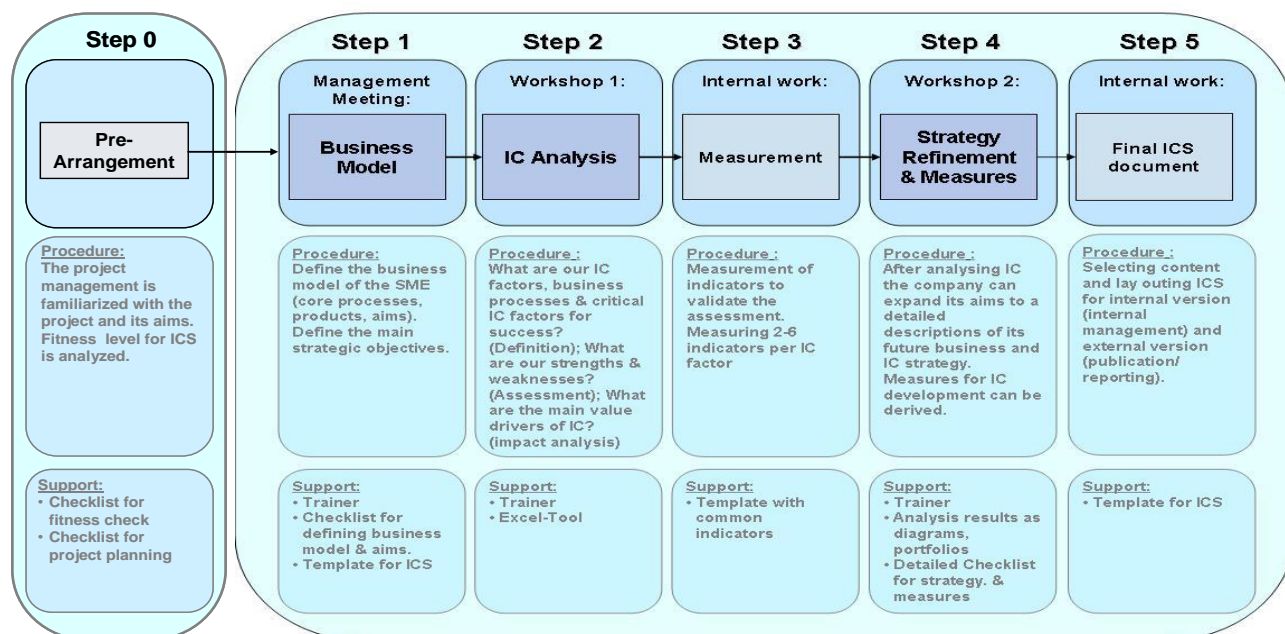 Step 0
Pre-
Arrangement
Procedure:
The project
management is
familiarized with the
project and its aims.
Fitness level for ICS
is analyzed.
Support:
• Checklist for
fitness check
• Checklist for
project planning
Step 1
Management
Meeting:
Business
Model
Procedure:
Define the business
model of the SME
(core processes,
products, aims).
Define the main
strategic objectives.
Support:
• Trainer
• Checklist for
defining business
model & aims.
• Template for ICS
Step 2
Workshop 1:
IC Analysis
Procedure :
What are our IC
factors, business
processes & critical
IC factors for
success?
(Definition); What
are our strengths &
weaknesses?
(Assessment); What
are the main value
drivers of IC?
(impact analysis)
Support:
• Trainer
• Excel-Tool
Step 3
Internal work:
Measurement
Procedure :
Measurement of
indicators to
validate the
assessment.
Measuring 2-6
indicators per IC
factor
Support:
• Template with
common
indicators
Step 4
Workshop 2:
Strategy
Refinement
& Measures
Procedure :
After analysing IC
the company can
expand its aims to a
detailed
descriptions of its
future business and
IC strategy.
Measures for IC
development can be
derived.
Support:
• Trainer
• Analysis results as
diagrams,
portfolios
• Detailed Checklist
for strategy. &
measures
Step 5
Internal work:
Final ICS
document
Procedure :
Selecting content
and lay outing ICS
for internal version
(internal
management) and
external version
(publication/
reporting).
Support:
• Template for ICS